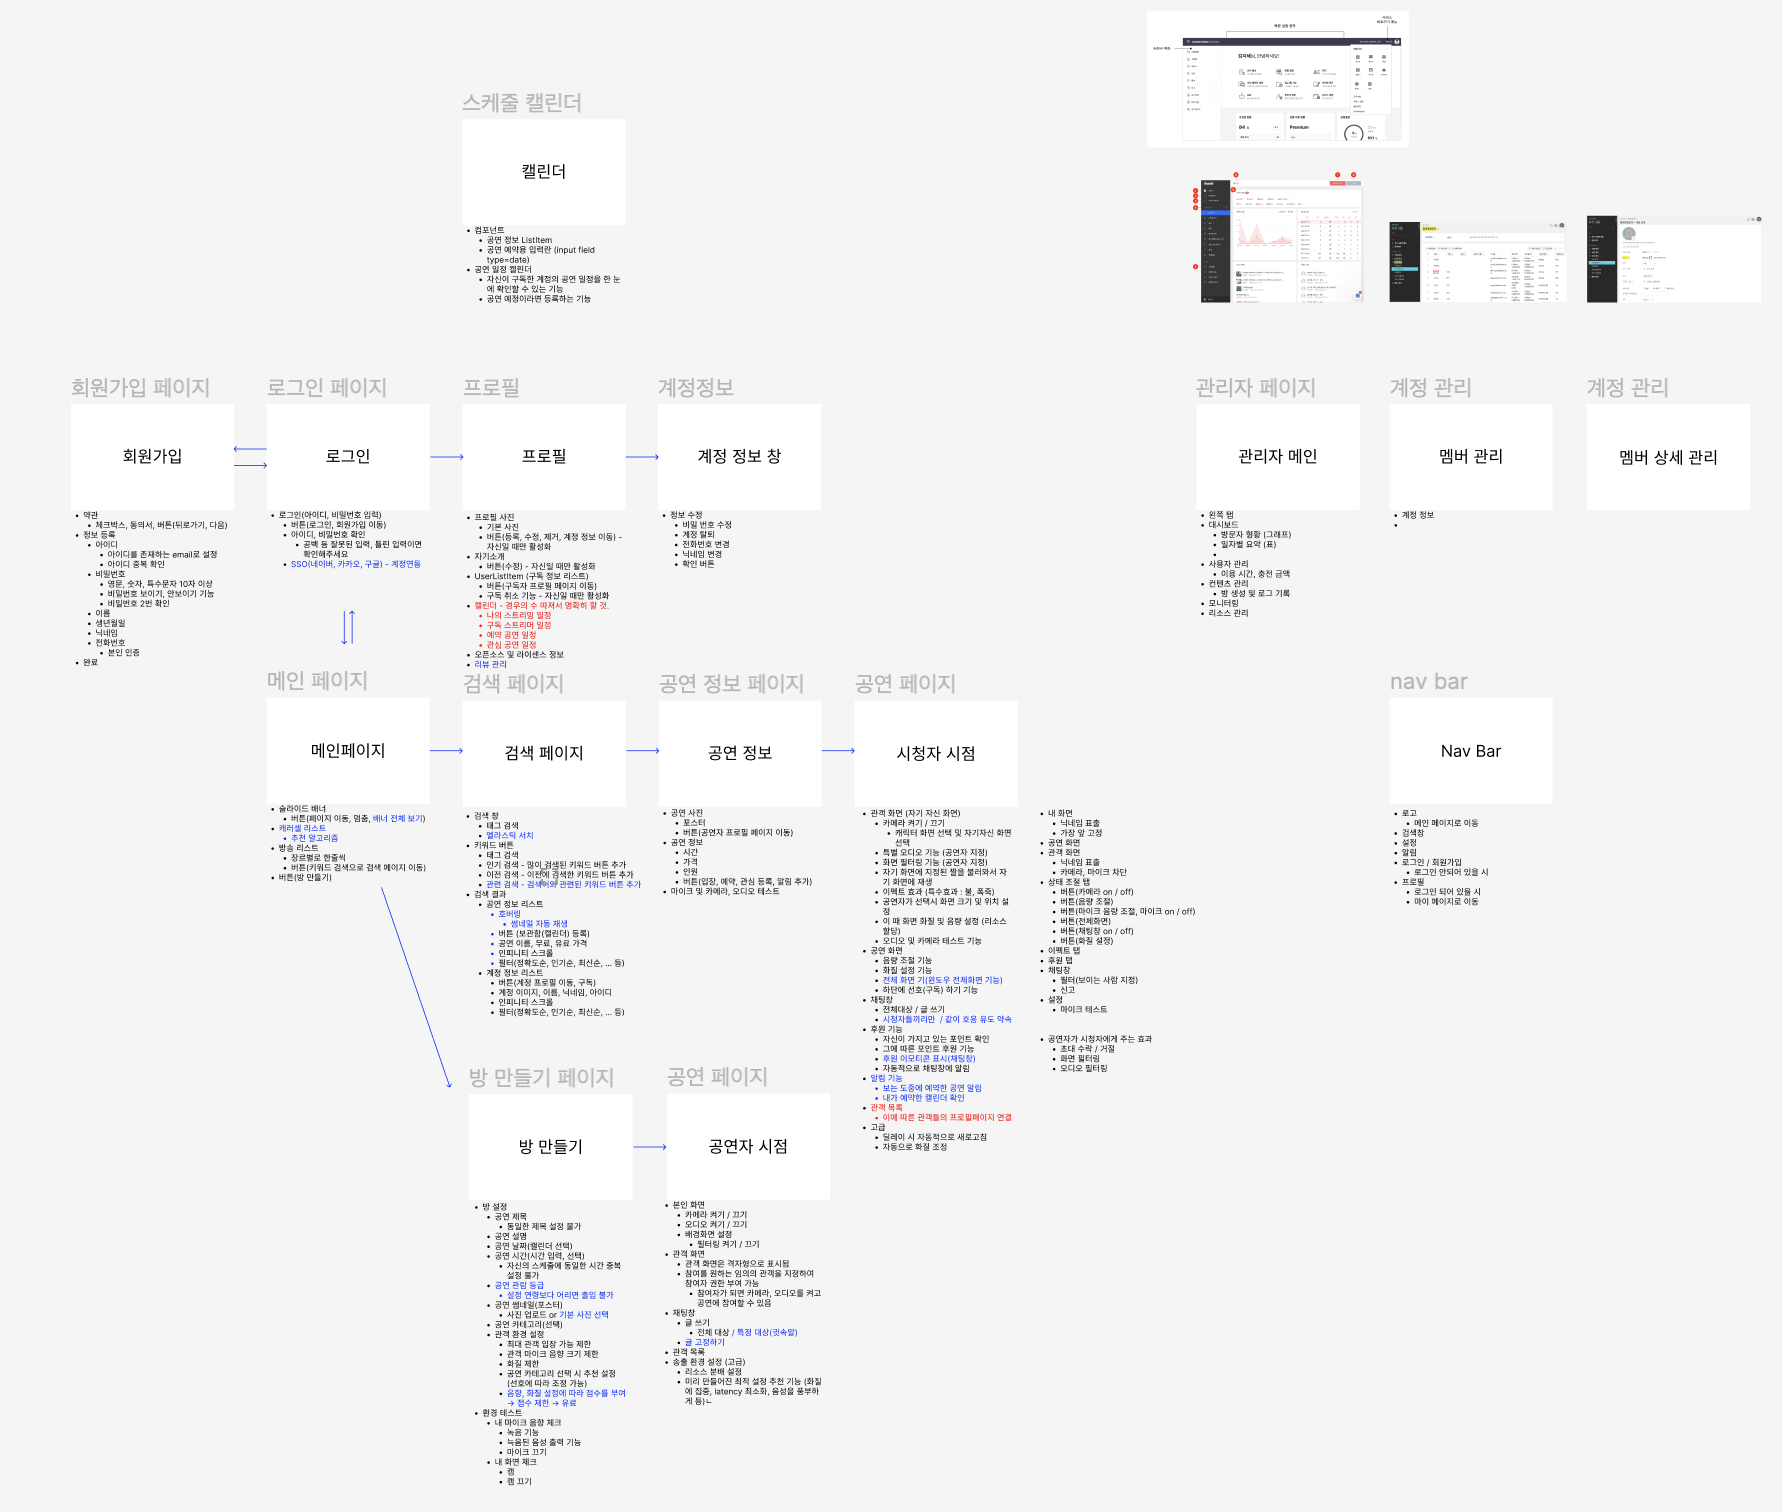 스케줄 캘린더
캘린더
컴포넌트
공연 정보 ListItem
공연 예약용 입력란 (input field
type=date)
공연 일정 캘린더
자신이 구독한 계정의 공연 일정을 한 눈
에 확인할 수 있는 기능
공연 예정이라면 등록하는 기능
김지혜님, 안녕하세요!
84
Premium
회원가입 페이지
회원가입
약관
체크박스, 동의서, 버튼(뒤로가기, 다음)
정보 등록
아이디
아이디를 존재하는 email로 설정
아이디 중복 확인
비밀번호
영문, 숫자, 특수문자 10자 이상
비밀번호 보이기, 안보이기 기능
비밀번호 2번 확인
이름
생년월일
닉네임
전화번호
본인 인증
완료
로그인 페이지
로그인
로그인(아이디, 비밀번호 입력)
버튼(로그인, 회원가입 이동)
아이디, 비밀번호 확인
공백 등 잘못된 입력, 틀린 입력이면
확인해주세요
SSO(네이버, 카카오, 구글) - 계정연동
프로필
프로필
프로필 사진
기본 사진
버튼(등록, 수정, 제거, 계정 정보 이동) -
자신일 때만 활성화
자기소개
버튼(수정) - 자신일 때만 활성화
UserListItem (구독 정보 리스트)
버튼(구독자 프로필 페이지 이동)
구독 취소 기능 - 자신일 때만 활성화
캘린더 - 경우의 수 따져서 명확히 할 것.
나의 스트리밍 일정
구독 스트리머 일정
예약 공연 일정
관심 공연 일정
오픈소스 및 라이센스 정보
리뷰 관리
계정정보
계정 정보 창
정보 수정
비밀 번호 수정
계정 탈퇴
전화번호 변경
닉네임 변경
확인 버튼
관리자 페이지
관리자 메인
왼쪽 탭
대시보드
방문자 형황 (그래프)
일자별 요약 (표)
사용자 관리
이용 시간, 충전 금액
컨텐츠 관리
방 생성 및 로그 기록
모니터링
리소스 관리
계정 관리
멤버 관리
계정 정보
계정 관리
멤버 상세 관리
메인 페이지
메인페이지
슬라이드 배너
버튼(페이지 이동, 멈춤, 배너 전체 보기)
캐러셀 리스트
추천 알고리즘
방송 리스트
장르별로 한줄씩
버튼(키워드 검색으로 검색 페이지 이동)
버튼(방 만들기)
검색 페이지
검색 페이지
검색 창
태그 검색
엘라스틱 서치
키워드 버튼
태그 검색
인기 검색 - 많이 검색된 키워드 버튼 추가
이전 검색 - 이전에 검색한 키워드 버튼 추가
관련 검색 - 검색어와 관련된 키워드 버튼 추가
검색 결과
공연 정보 리스트
호버링
썸네일 자동 재생
버튼 (보관함(캘린더) 등록)
공연 이름, 무료, 유료 가격
인피니티 스크롤
필터(정확도순, 인기순, 최신순, ... 등)
계정 정보 리스트
버튼(계정 프로필 이동, 구독)
계정 이미지, 이름, 닉네임, 아이디
인피니티 스크롤
필터(정확도순, 인기순, 최신순, ... 등)
공연 정보 페이지
공연 정보
공연 사진
포스터
버튼(공연자 프로필 페이지 이동)
공연 정보
시간
가격
인원
버튼(입장, 예약, 관심 등록, 알림 추가)
마이크 및 카메라, 오디오 테스트
공연 페이지
시청자 시점
관객 화면 (자기 자신 화면)
카메라 켜기 / 끄기
캐릭터 화면 선택 및 자기자신 화면
선택
특별 오디오 기능 (공연자 지정)
화면 필터링 기능 (공연자 지정)
자기 화면에 지정된 짤을 불러와서 자
기 화면에 재생
이펙트 효과 (특수효과 : 불, 폭죽)
공연자가 선택시 화면 크기 및 위치 설
정
이 때 화면 화질 및 음량 설정 (리소스
할당)
오디오 및 카메라 테스트 기능
공연 화면
음량 조절 기능
화질 설정 기능
전체 화면 기(윈도우 전체화면 기능)
하단에 선호(구독) 하기 기능
채팅창
전체대상 / 글 쓰기
시청자들끼리만 / 같이 호응 유도 약속
후원 기능
자신이 가지고 있는 포인트 확인
그에 따른 포인트 후원 기능
후원 이모티콘 표시(채팅창)
자동적으로 채팅창에 알림
알림 기능
보는 도중에 예약한 공연 알림
내가 예약한 캘린더 확인
관객 목록
이에 따른 관객들의 프로필페이지 연결
고급
딜레이 시 자동적으로 새로고침
자동으로 화질 조정
내 화면
닉네임 표출
가장 앞 고정
공연 화면
관객 화면
닉네임 표출
카메라, 마이크 차단
상태 조절 탭
버튼(카메라 on / off)
버튼(음량 조절)
버튼(마이크 음량 조절, 마이크 on / off)
버튼(전체화면)
버튼(채팅창 on / off)
버튼(화질 설정)
이펙트 탭
후원 탭
채팅창
필터(보이는 사람 지정)
신고
설정
마이크 테스트
공연자가 시청자에게 주는 효과
초대 수락 / 거절
화면 필터링
오디오 필터링
nav bar
Nav Bar
로고
메인 페이지로 이동
검색창
설정
알림
로그인 / 회원가입
로그인 안되어 있을 시
프로필
로그인 되어 있을 시
마이 페이지로 이동
방 만들기 페이지
방 만들기
방 설정
공연 제목
동일한 제목 설정 불가
공연 설명
공연 날짜(캘린더 선택)
공연 시간(시간 입력, 선택)
자신의 스케줄에 동일한 시간 중복
설정 불가
공연 관람 등급
설정 연령보다 어리면 출입 불가
공연 썸네일(포스터)
사진 업로드 or 기본 사진 선택
공연 카테고리(선택)
관객 환경 설정
최대 관객 입장 가능 제한
관객 마이크 음량 크기 제한
화질 제한
공연 카테고리 선택 시 추천 설정
(선호에 따라 조정 가능)
음향, 화질 설정에 따라 점수를 부여
→ 점수 제한 → 유료
환경 테스트
내 마이크 음향 체크
녹음 기능
녹음된 음성 출력 기능
마이크 끄기
내 화면 체크
캠
캠 끄기
공연 페이지
공연자 시점
본인 화면
카메라 켜기 / 끄기
오디오 켜기 / 끄기
배경화면 설정
필터링 켜기 / 끄기
관객 화면
관객 화면은 격자형으로 표시됨
참여를 원하는 임의의 관객을 지정하여
참여자 권한 부여 가능
참여자가 되면 카메라, 오디오를 켜고
공연에 참여할 수 있음
채팅창
글 쓰기
전체 대상 / 특정 대상(귓속말)
글 고정하기
관객 목록
송출 환경 설정 (고급)
리소스 분배 설정
미리 만들어진 최적 설정 추천 기능 (화질
에 집중, latency 최소화, 음성을 풍부하
게 등)ㄴ